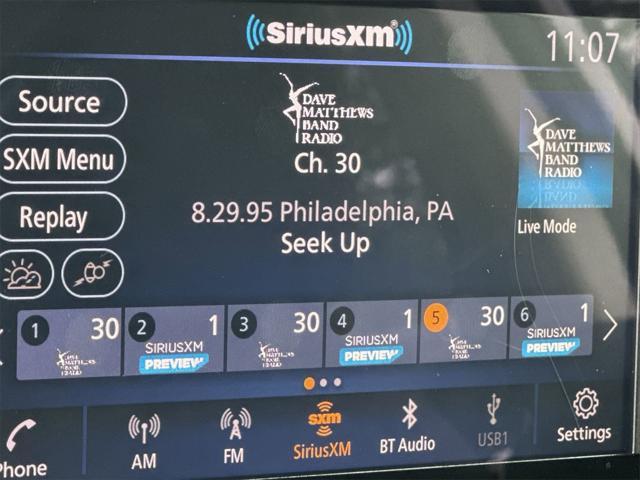 SiriusXM
11:07
Source
DAVE
MATTHEWS
BAND
RADIO
Ch. 30
DAVE
MATTHEWS
BAND
RADIO
Live Mode
SXM Menu
Replay
8.29.95 Philadelphia, PA
Seek Up
1 30
2 1
SIRIUSXM
PREVIEW
3 30
4 1
SIRIUSXM
PREVIEW
5 30
6 1
SIRIUSXM
PREVIEW
Phone
AM
FM
sxm
SiriusXM
BT Audio
USB1
Settings